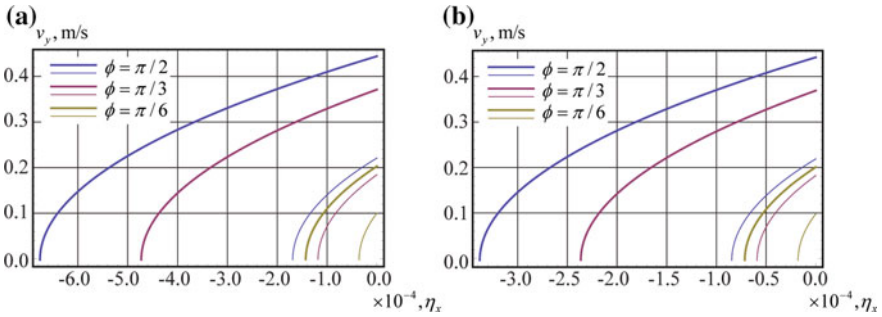 (a)
v_y, m/s
0.4
0.3
0.2
0.1
0.0
ϕ = π / 2
ϕ = π / 3
ϕ = π / 6
-6.0 -5.0 -4.0 -3.0 -2.0 -1.0 0.0
×10⁻⁴, η_x
(b)
v_y, m/s
0.4
0.3
0.2
0.1
0.0
ϕ = π / 2
ϕ = π / 3
ϕ = π / 6
-3.0 -2.5 -2.0 -1.5 -1.0 -0.5 0.0
×10⁻⁴, η_x